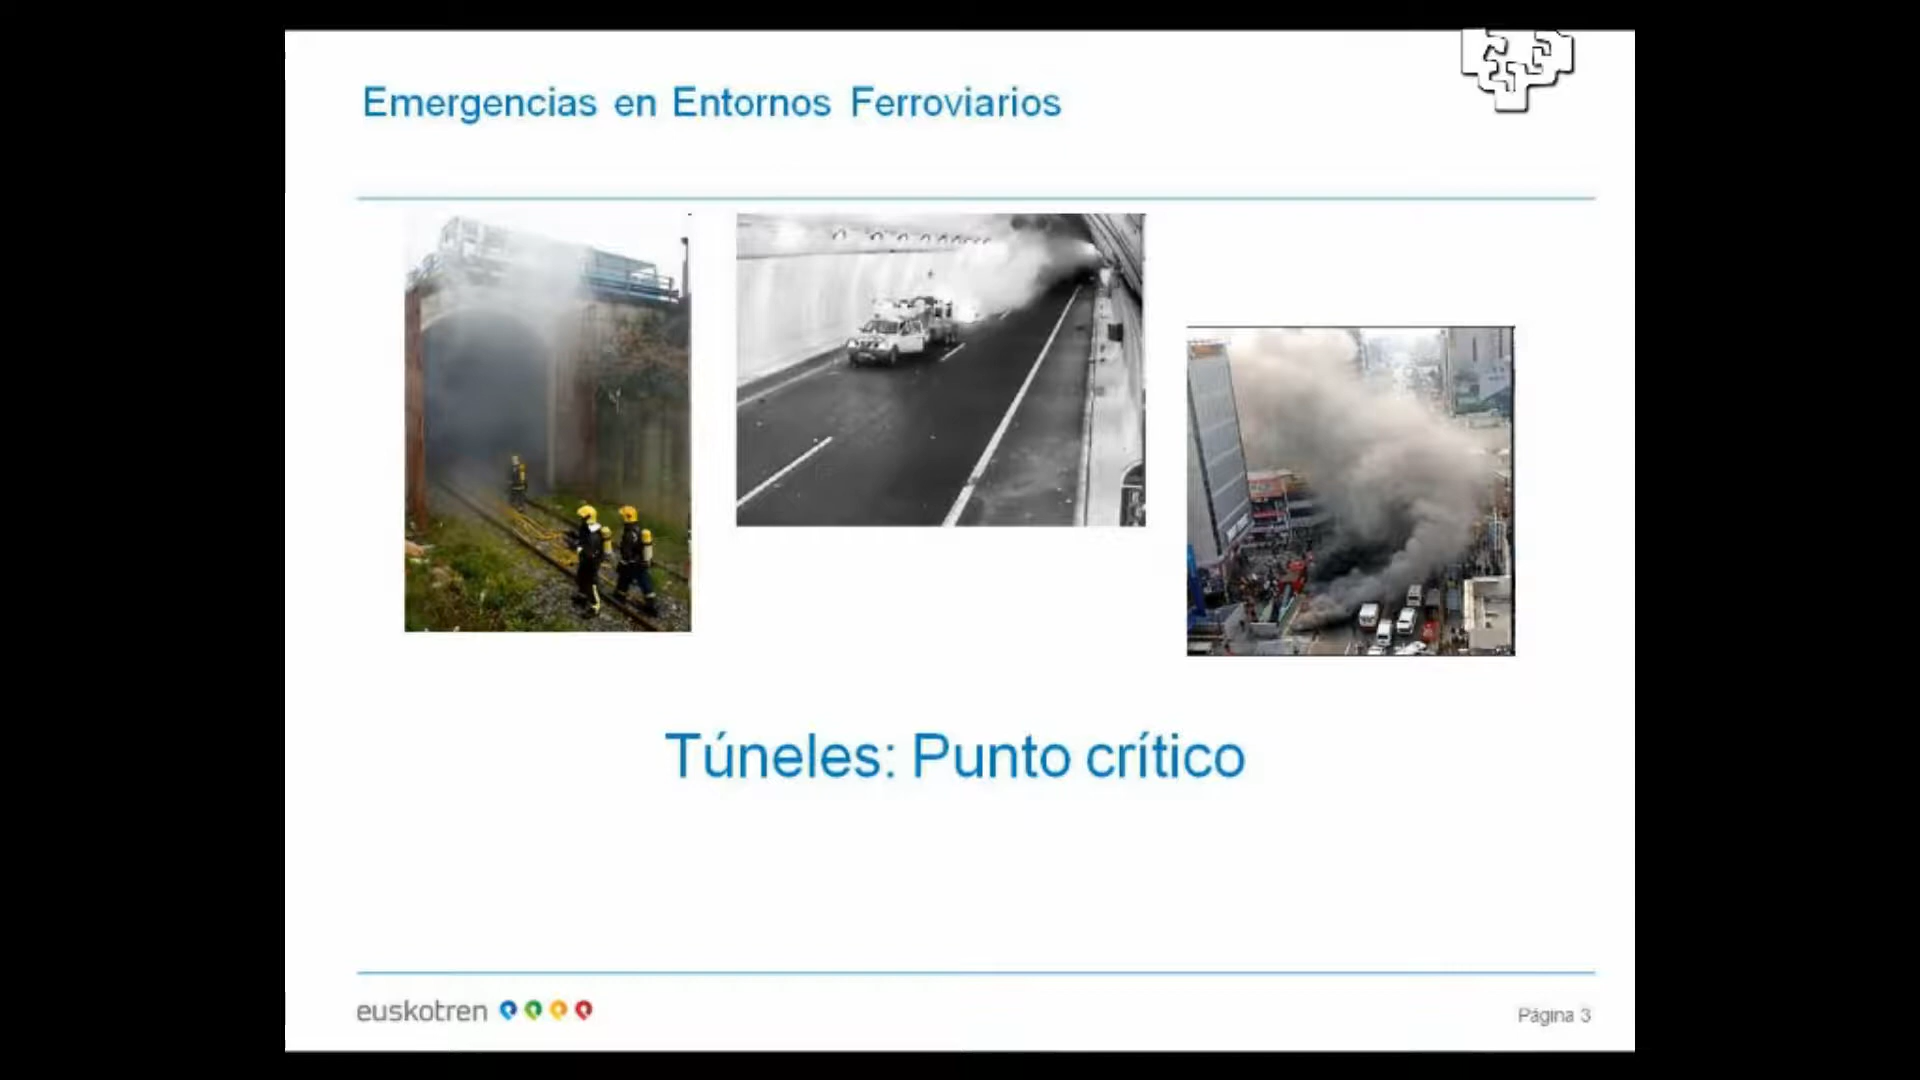 Emergencias en Entornos Ferroviarios
Túneles: Punto crítico
euskotren
Página 3